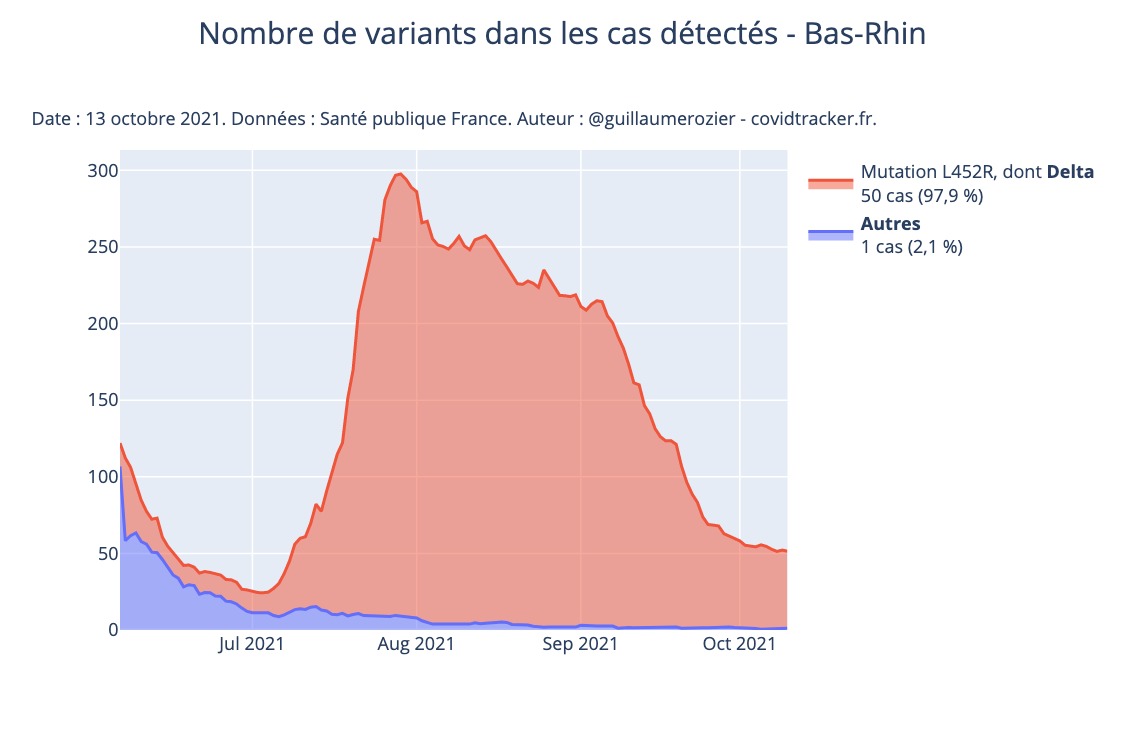 Nombre de variants dans les cas détectés - Bas-Rhin
Date : 13 octobre 2021. Données : Santé publique France. Auteur : @guillaumerozier - covidtracker.fr.
300
250
200
150
100
50
0
Jul 2021 Aug 2021 Sep 2021 Oct 2021
Mutation L452R, dont Delta
50 cas (97,9 %)
Autres
1 cas (2,1 %)